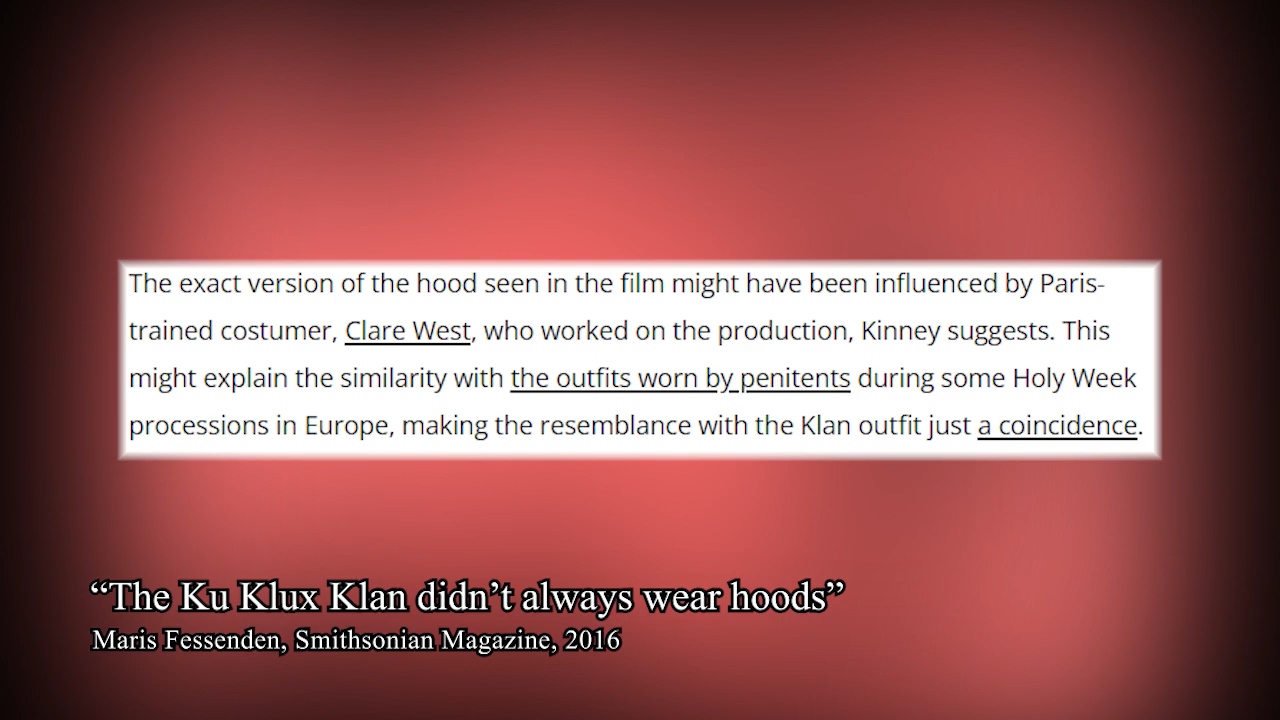 The exact version of the hood seen in the film might have been influenced by Paris-
trained costumer, Clare West, who worked on the production, Kinney suggests. This
might explain the similarity with the outfits worn by penitents during some Holy Week
processions in Europe, making the resemblance with the Klan outfit just a coincidence.
“The Ku Klux Klan didn’t always wear hoods”
Maris Fessenden, Smithsonian Magazine, 2016